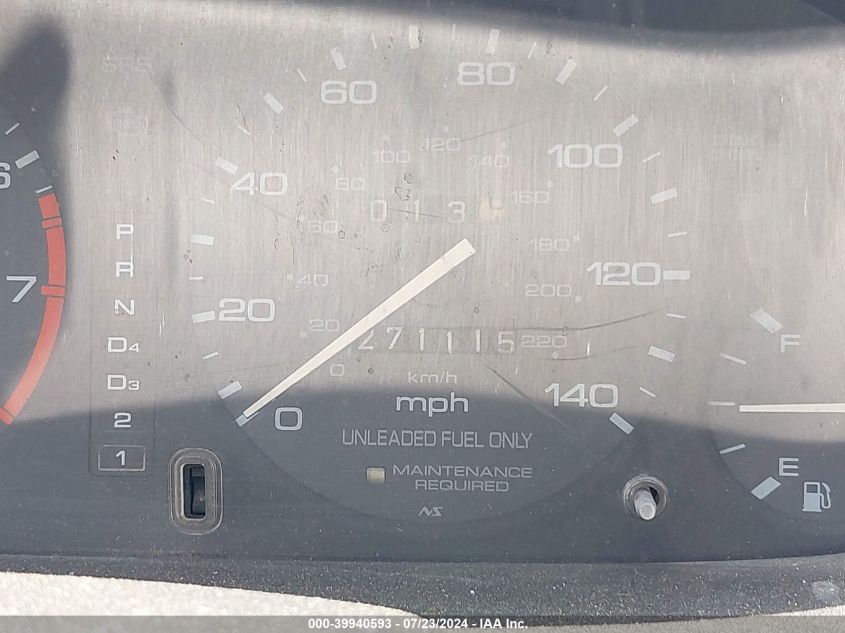 80
60
100
120
100
140
6
40
80
160
0 1 3
P
60
180
R
120
40
7
200
N
20
20
D4
271115
220
F
0
D3
km/h
140
mph
2
0
UNLEADED FUEL ONLY
1
MAINTENANCE
REQUIRED
E
NS
000-39940593 - 07/23/2024 - IAA Inc.